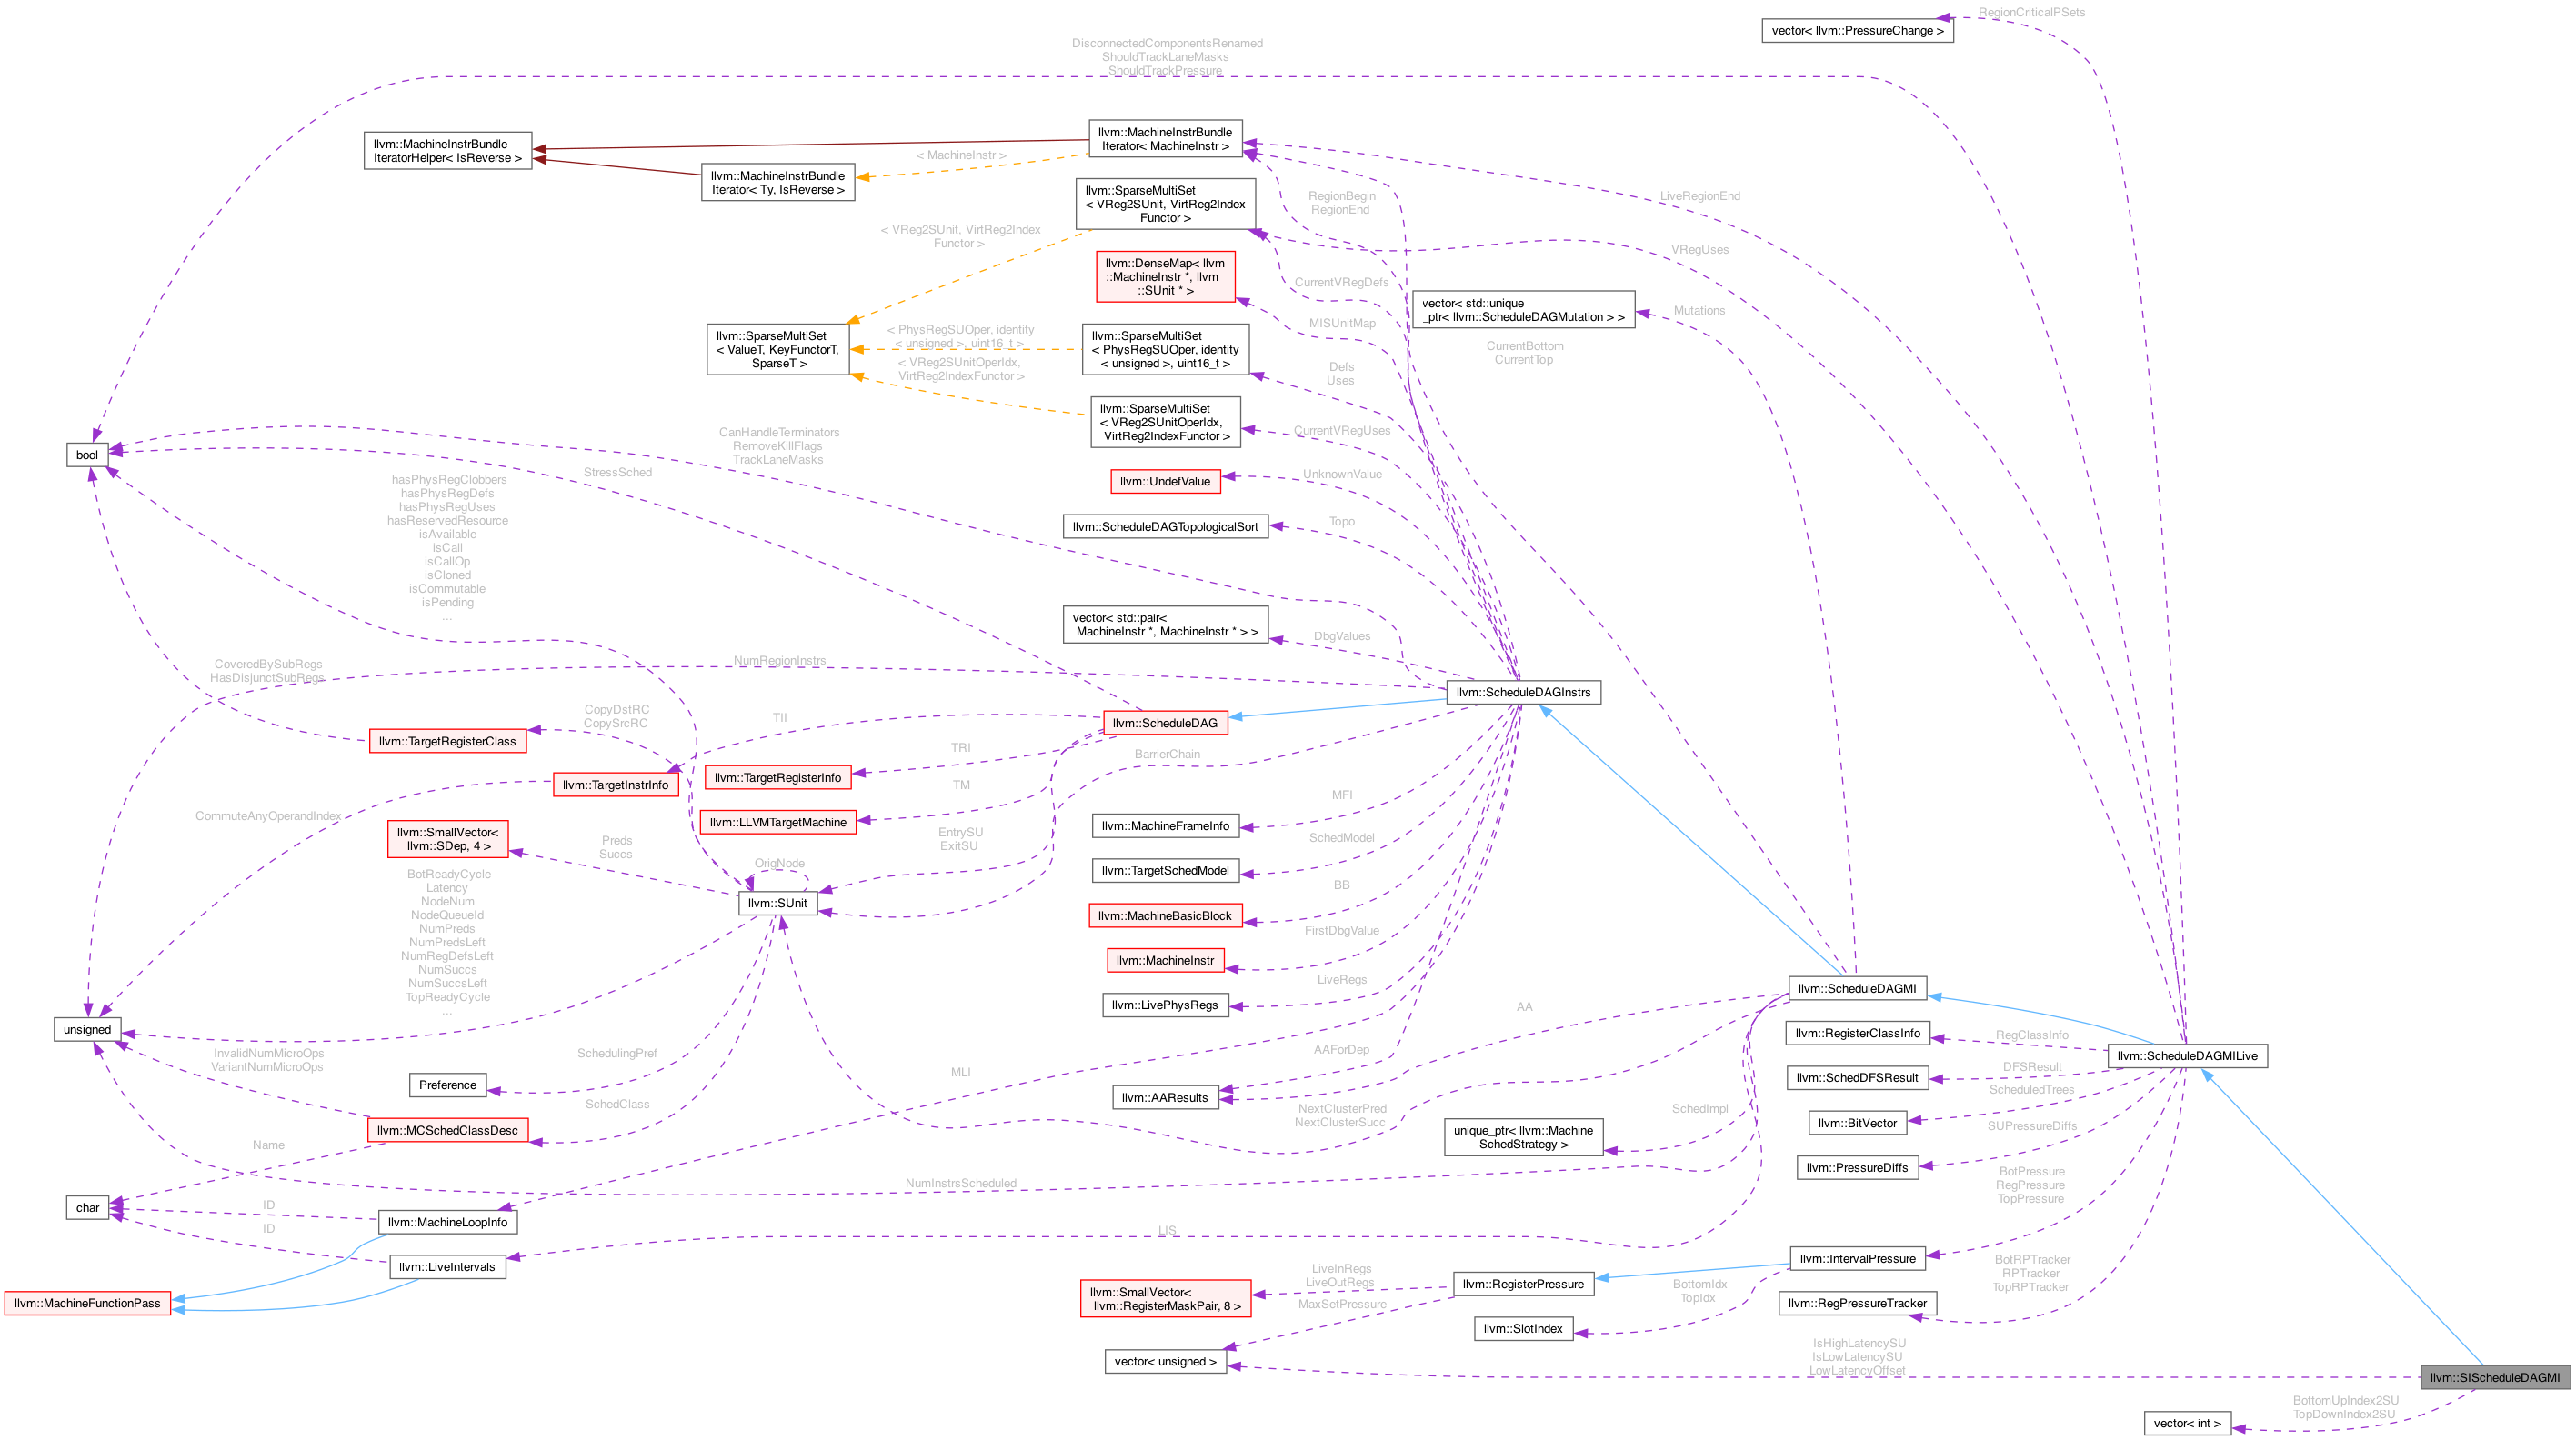 RegionCriticalPSets
vector< llvm::PressureChange >
DisconnectedComponentsRenamed
ShouldTrackLaneMasks
ShouldTrackPressure
llvm::MachineInstrBundle
IteratorHelper< IsReverse >
llvm::MachineInstrBundle
Iterator< MachineInstr >
< MachineInstr >
llvm::MachineInstrBundle
Iterator< Ty, IsReverse >
llvm::SparseMultiSet
< VReg2SUnit, VirtReg2Index
Functor >
RegionBegin
RegionEnd
LiveRegionEnd
< VReg2SUnit, VirtReg2Index
Functor >
VRegUses
llvm::DenseMap< llvm
::MachineInstr *, llvm
::SUnit * >
CurrentVRegDefs
vector< std::unique
_ptr< llvm::ScheduleDAGMutation > >
Mutations
MISUnitMap
llvm::SparseMultiSet
< ValueT, KeyFunctorT,
SparseT >
< PhysRegSUOper, identity
< unsigned >, uint16_t >
llvm::SparseMultiSet
< PhysRegSUOper, identity
< unsigned >, uint16_t >
CurrentBottom
CurrentTop
< VReg2SUnitOperIdx,
VirtReg2IndexFunctor >
Defs
Uses
llvm::SparseMultiSet
< VReg2SUnitOperIdx,
VirtReg2IndexFunctor >
CurrentVRegUses
bool
CanHandleTerminators
RemoveKillFlags
TrackLaneMasks
StressSched
hasPhysRegClobbers
hasPhysRegDefs
hasPhysRegUses
hasReservedResource
isAvailable
isCall
isCallOp
isCloned
isCommutable
isPending
...
llvm::UndefValue
UnknownValue
llvm::ScheduleDAGTopologicalSort
Topo
vector< std::pair<
MachineInstr *, MachineInstr * > >
DbgValues
CoveredBySubRegs
HasDisjunctSubRegs
NumRegionInstrs
llvm::ScheduleDAGInstrs
CopyDstRC
CopySrcRC
TII
llvm::ScheduleDAG
llvm::TargetRegisterClass
TRI
BarrierChain
llvm::TargetInstrInfo
llvm::TargetRegisterInfo
TM
MFI
CommuteAnyOperandIndex
llvm::LLVMTargetMachine
llvm::MachineFrameInfo
llvm::SmallVector<
llvm::SDep, 4 >
Preds
Succs
EntrySU
ExitSU
SchedModel
OrigNode
llvm::TargetSchedModel
BotReadyCycle
Latency
NodeNum
NodeQueueId
NumPreds
NumPredsLeft
NumRegDefsLeft
NumSuccs
NumSuccsLeft
TopReadyCycle
...
llvm::SUnit
BB
llvm::MachineBasicBlock
FirstDbgValue
llvm::MachineInstr
LiveRegs
llvm::ScheduleDAGMI
llvm::LivePhysRegs
AA
unsigned
llvm::RegisterClassInfo
RegClassInfo
InvalidNumMicroOps
VariantNumMicroOps
SchedulingPref
AAForDep
llvm::ScheduleDAGMILive
MLI
llvm::SchedDFSResult
DFSResult
Preference
llvm::AAResults
ScheduledTrees
SchedClass
NextClusterPred
NextClusterSucc
SchedImpl
llvm::BitVector
llvm::MCSchedClassDesc
unique_ptr< llvm::Machine
SchedStrategy >
SUPressureDiffs
Name
llvm::PressureDiffs
NumInstrsScheduled
BotPressure
RegPressure
TopPressure
char
ID
llvm::MachineLoopInfo
ID
LIS
llvm::LiveIntervals
llvm::IntervalPressure
BotRPTracker
RPTracker
TopRPTracker
LiveInRegs
LiveOutRegs
llvm::RegisterPressure
BottomIdx
TopIdx
llvm::MachineFunctionPass
llvm::SmallVector<
llvm::RegisterMaskPair, 8 >
MaxSetPressure
llvm::RegPressureTracker
llvm::SlotIndex
IsHighLatencySU
IsLowLatencySU
LowLatencyOffset
vector< unsigned >
llvm::SIScheduleDAGMI
BottomUpIndex2SU
TopDownIndex2SU
vector< int >